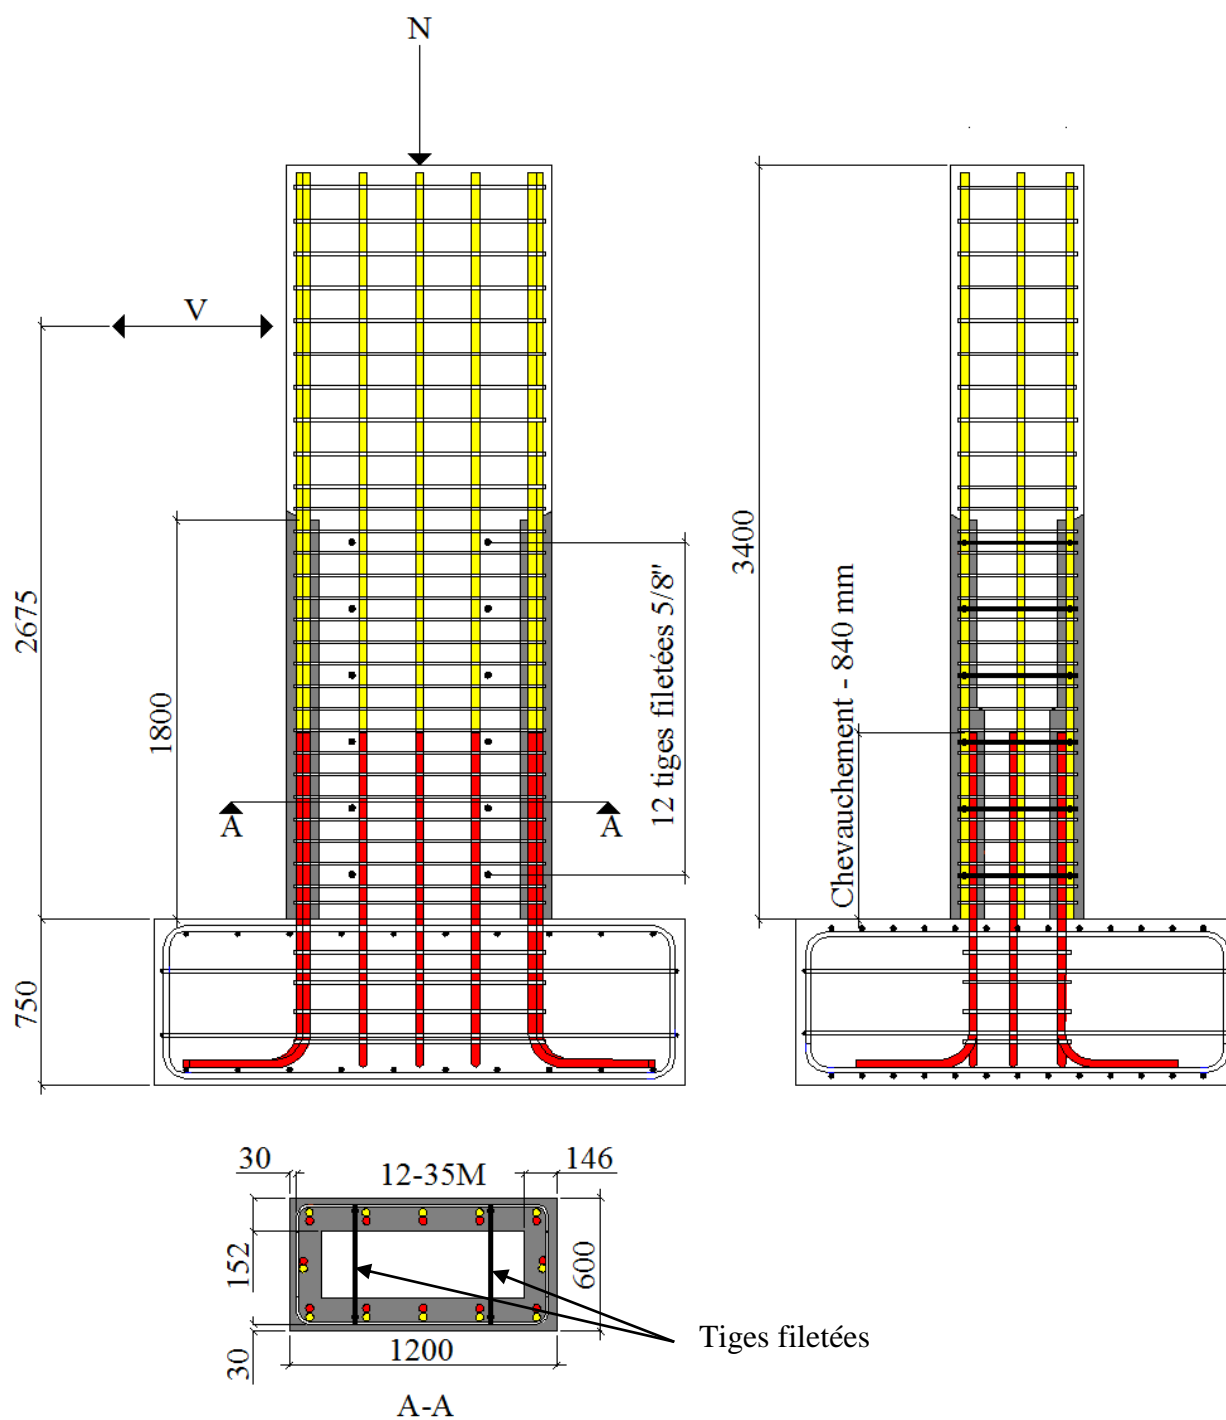 N
V
2675
1800
12 tiges filetées 5/8"
3400
Chevauchement - 840 mm
A
A
750
30
12-35M
146
152
600
30
1200
Tiges filetées
A-A